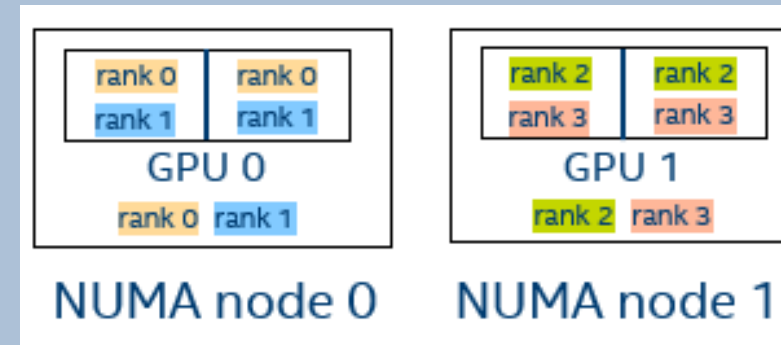 rank 0 rank 0 rank 2 rank 2
rank 1 rank 1 rank 3 rank 3
GPU 0 GPU 1
rank 0 rank 1 rank 2 rank 3
NUMA node 0 NUMA node 1